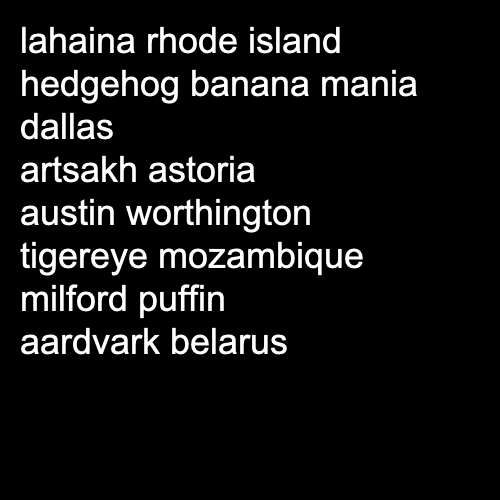 lahaina rhode island
hedgehog banana mania
dallas
artsakh astoria
austin worthington
tigereye mozambique
milford puffin
aardvark belarus